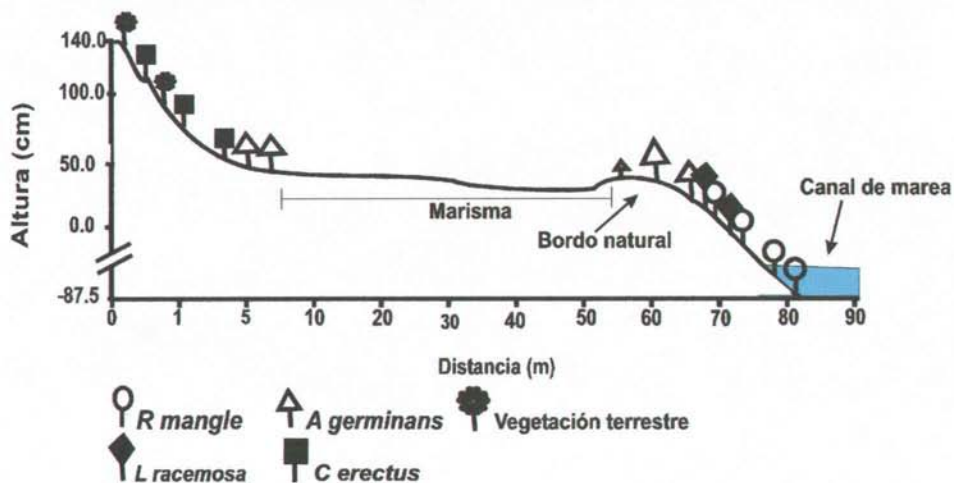 Altura (cm)
140.0
100.0
50.0
0.0
-87.5
Marisma
Bordo natural
Canal de marea
0 1 5 10 20 30 40 50 60 70 80 90
Distancia (m)
R mangle A germinans Vegetación terrestre
L racemosa C erectus